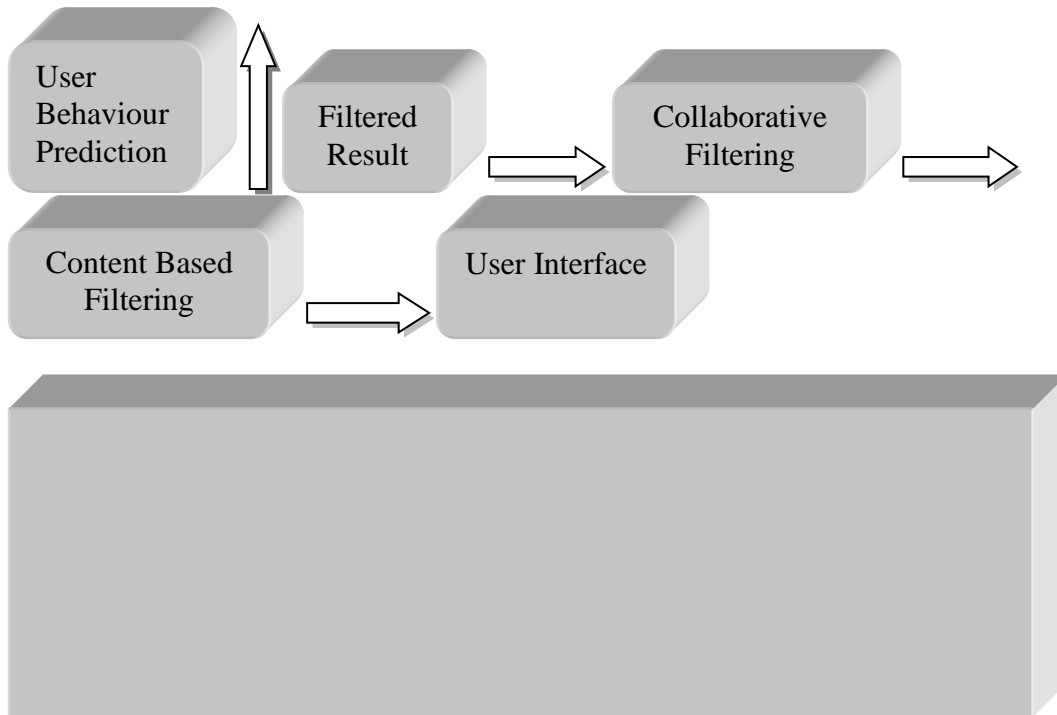 User
Behaviour
Prediction
Filtered
Result
Collaborative
Filtering
Content Based
Filtering
User Interface